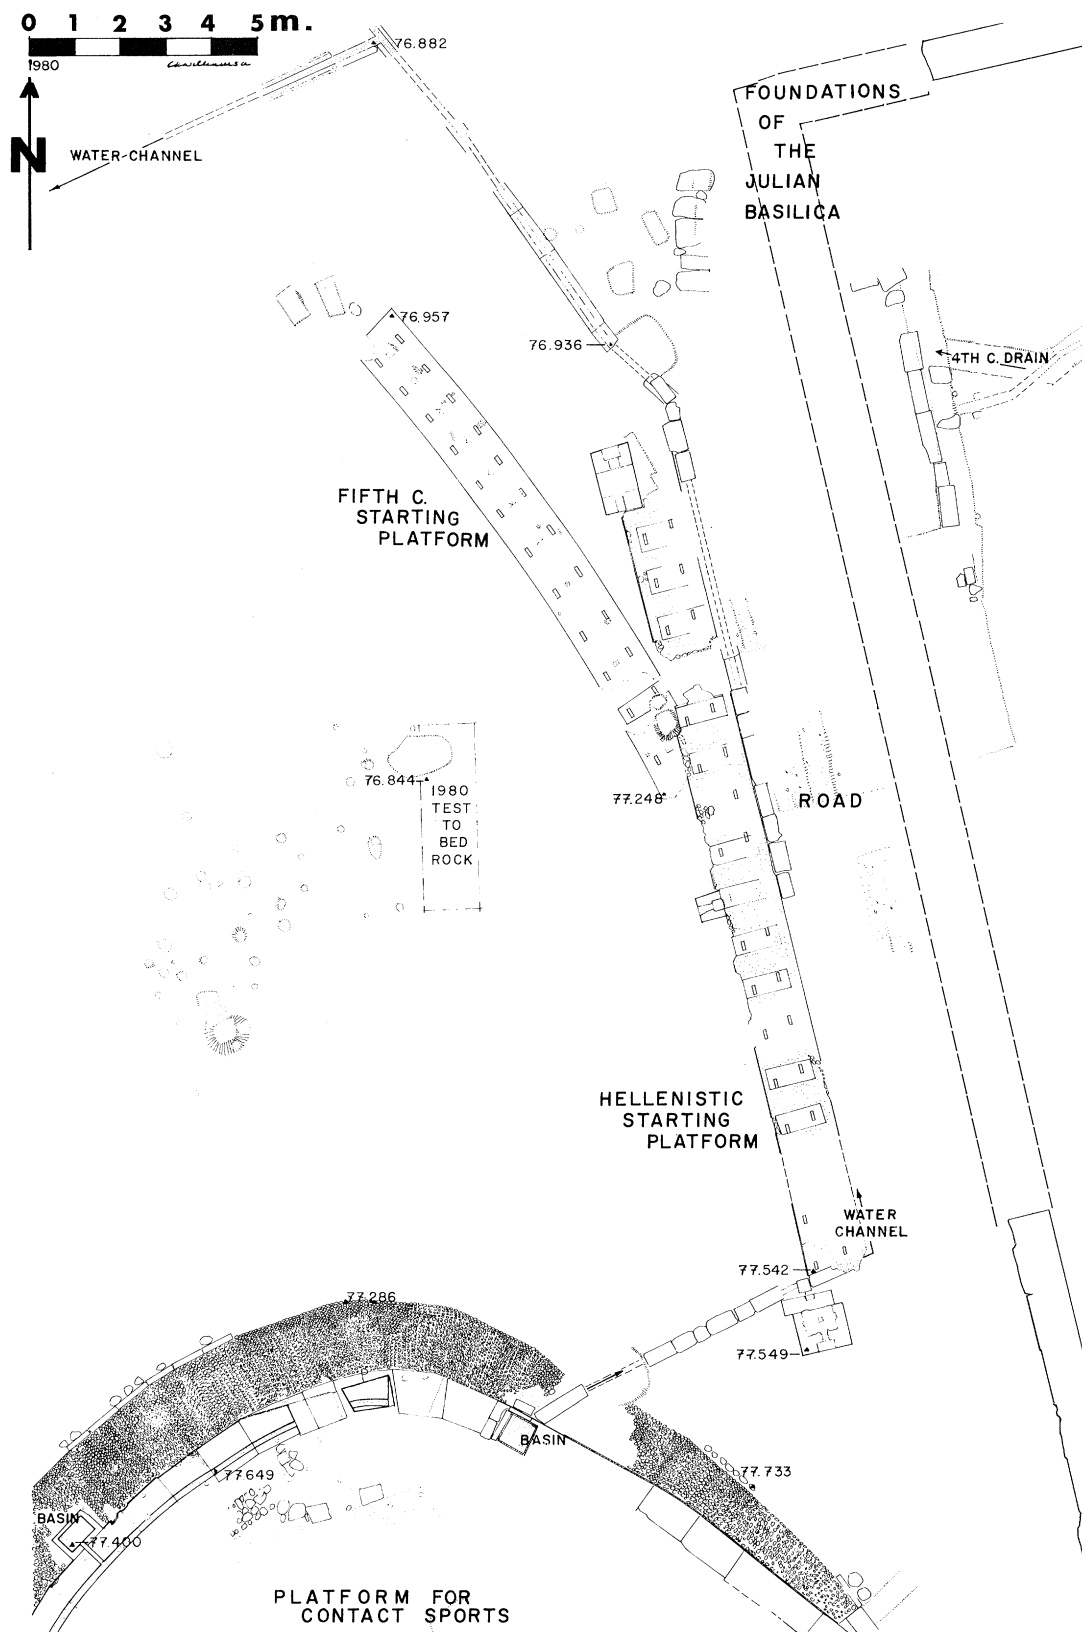 0 1 2 3 4 5m.
1980
N
76.882
WATER-CHANNEL
FOUNDATIONS
OF
THE
JULIAN
BASILICA
76.957
76.936
4TH C. DRAIN
FIFTH C.
STARTING
PLATFORM
76.844
1980
TEST
TO
BED
ROCK
77.248
ROAD
HELLENISTIC
STARTING
PLATFORM
WATER
CHANNEL
77.542
77.286
77.549
BASIN
77.733
77.649
BASIN
77.400
PLATFORM FOR
CONTACT SPORTS